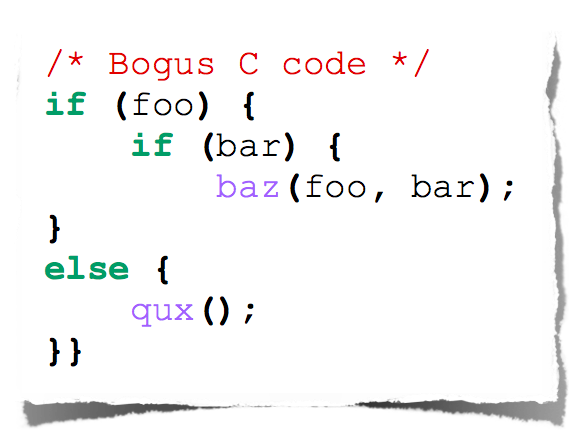 /* Bogus C code */
if (foo) {
    if (bar) {
        baz(foo, bar);
}
else {
    qux();
}}